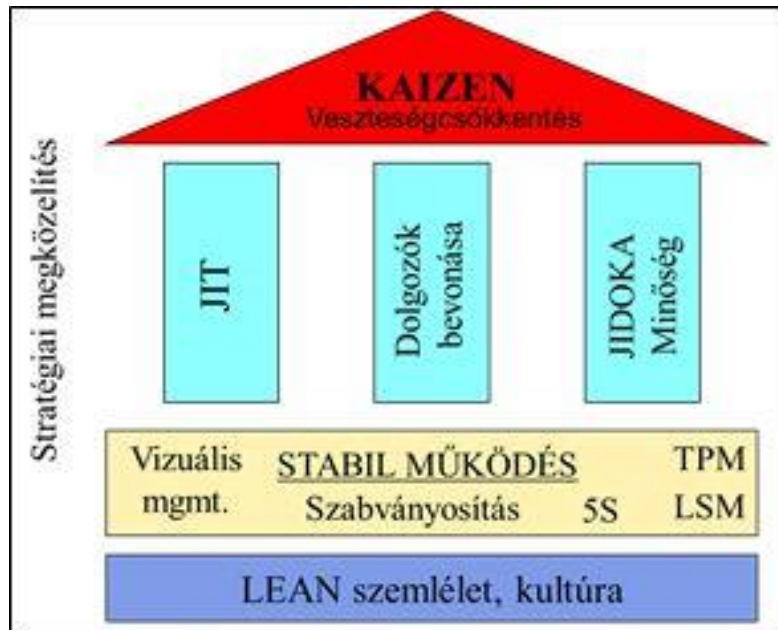 KAIZEN
Veszteségcsökkentés
Stratégiai megközelítés
JIT
Dolgozók
bevonása
JIDOKA
Minőség
Vizuális
mgmt.
STABIL MŰKÖDÉS
Szabványosítás
5S
TPM
LSM
LEAN szemlélet, kultúra